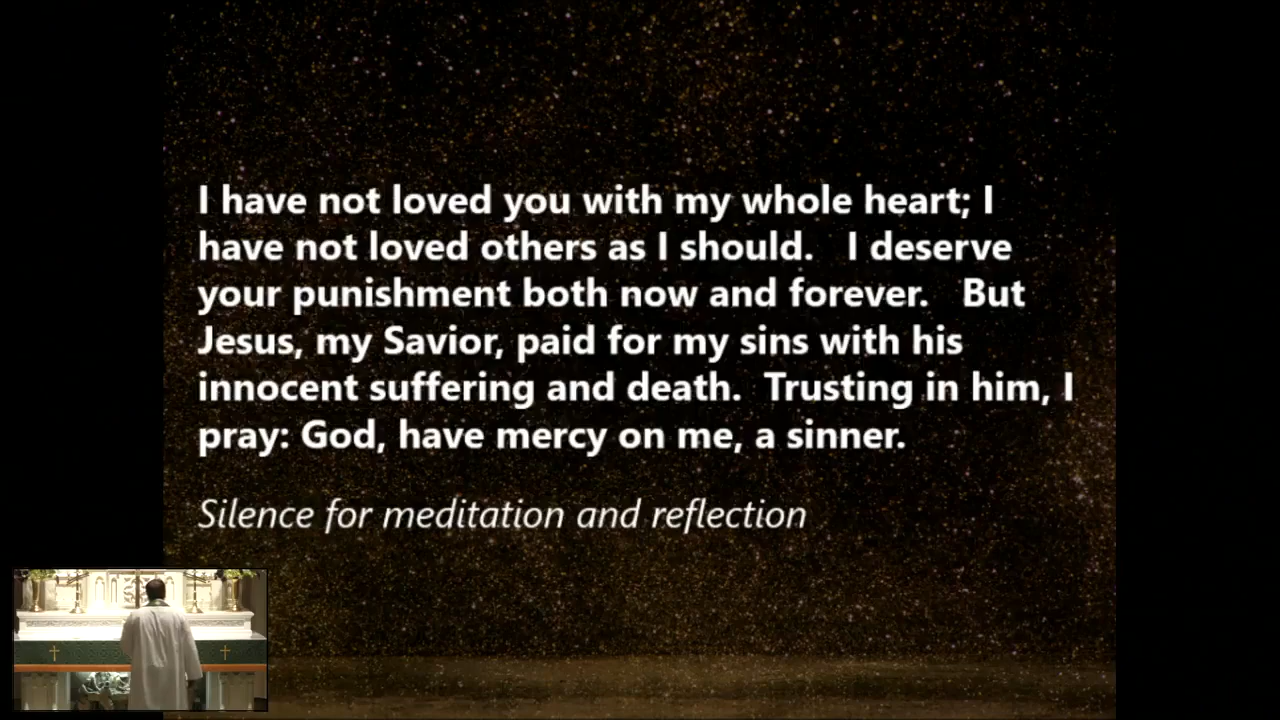 I have not loved you with my whole heart; I
have not loved others as I should.   I deserve
your punishment both now and forever.   But
Jesus, my Savior, paid for my sins with his
innocent suffering and death.  Trusting in him, I
pray: God, have mercy on me, a sinner.
Silence for meditation and reflection